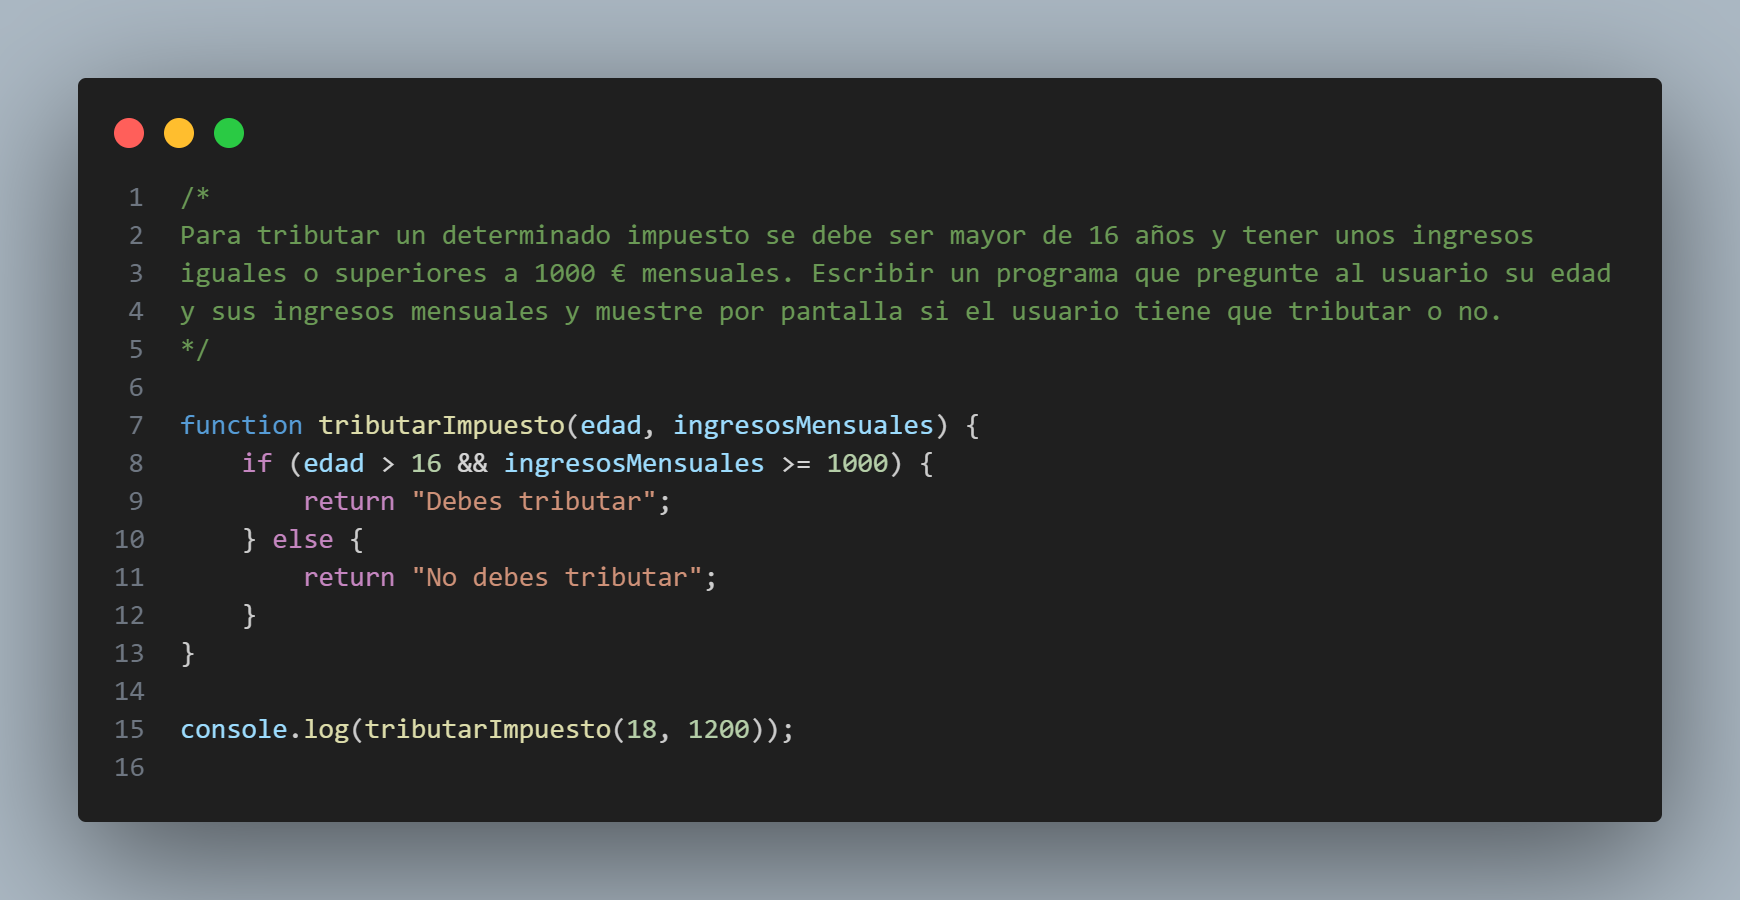 1 /*
2 Para tributar un determinado impuesto se debe ser mayor de 16 años y tener unos ingresos
3 iguales o superiores a 1000 € mensuales. Escribir un programa que pregunte al usuario su edad
4 y sus ingresos mensuales y muestre por pantalla si el usuario tiene que tributar o no.
5 */
6
7 function tributarImpuesto(edad, ingresosMensuales) {
8     if (edad > 16 && ingresosMensuales >= 1000) {
9         return "Debes tributar";
10     } else {
11         return "No debes tributar";
12     }
13 }
14
15 console.log(tributarImpuesto(18, 1200));
16